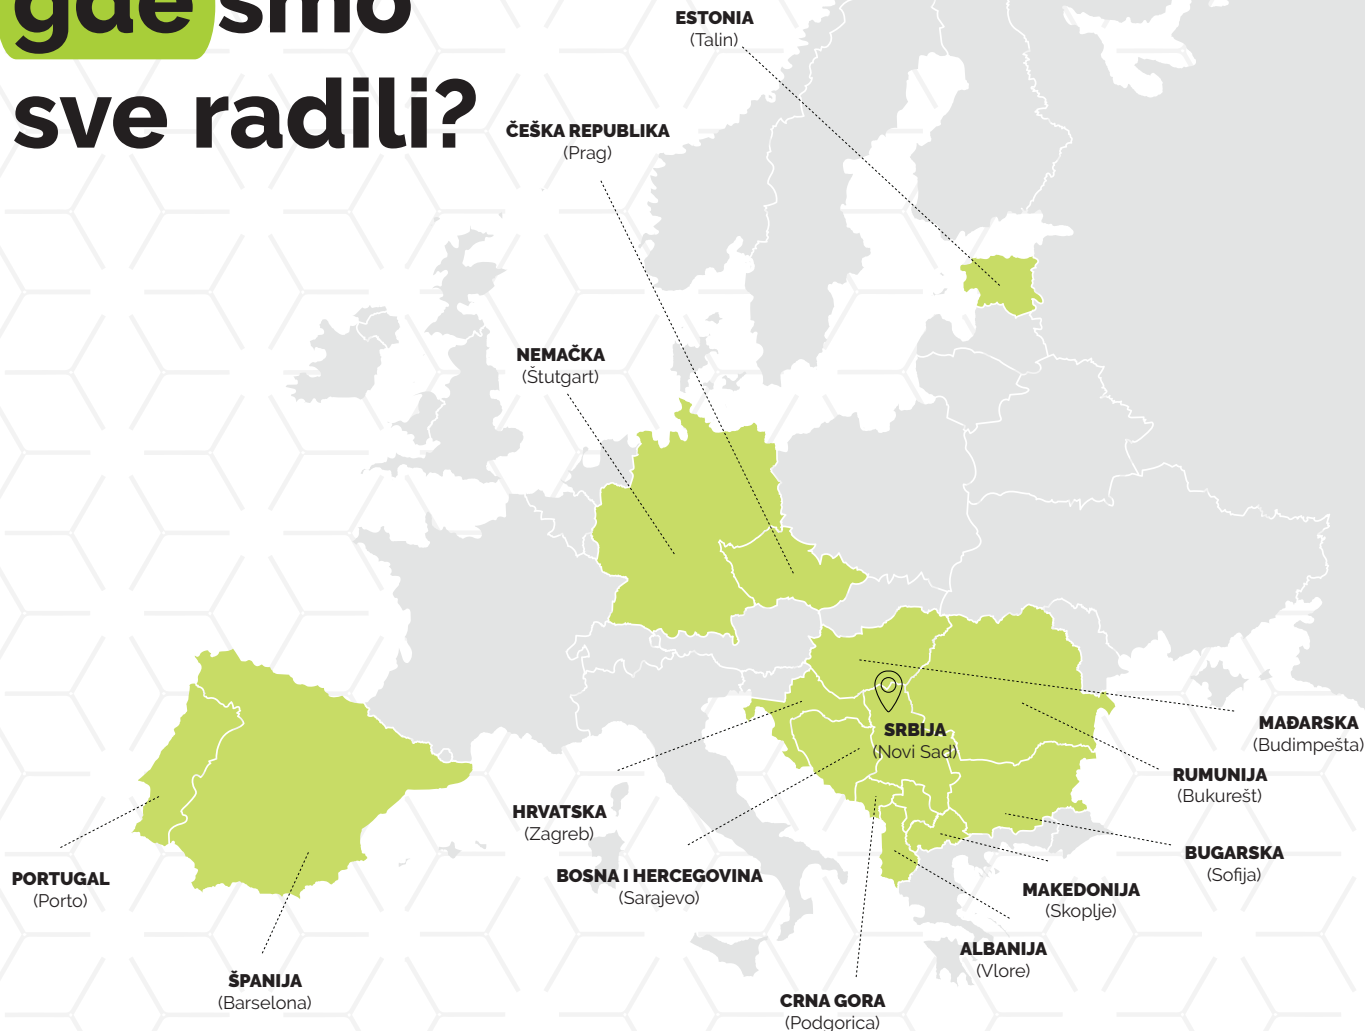 gde smo
sve radili?
ESTONIA
(Talin)
ČEŠKA REPUBLIKA
(Prag)
NEMAČKA
(Štutgart)
SRBIJA
(Novi Sad)
MAĐARSKA
(Budimpešta)
RUMUNIJA
(Bukurešt)
HRVATSKA
(Zagreb)
BUGARSKA
(Sofija)
BOSNA I HERCEGOVINA
(Sarajevo)
PORTUGAL
(Porto)
MAKEDONIJA
(Skoplje)
ALBANIJA
(Vlore)
ŠPANIJA
(Barselona)
CRNA GORA
(Podgorica)